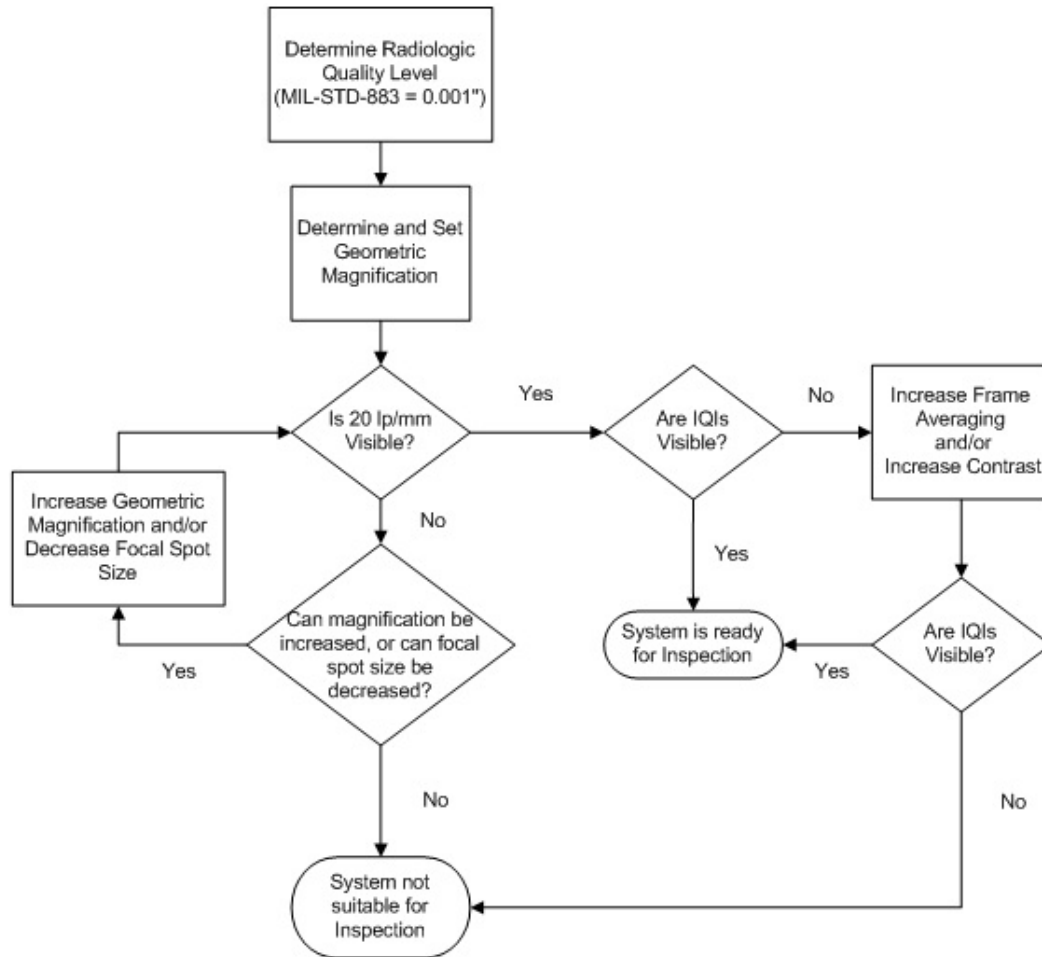 Determine Radiologic
Quality Level
(MIL-STD-883 = 0.001")
Determine and Set
Geometric
Magnification
Is 20 lp/mm
Visible?
Yes
Are IQIs
Visible?
No
Increase Frame
Averaging
and/or
Increase Contrast
Increase Geometric
Magnification and/or
Decrease Focal Spot
Size
No
Yes
Can magnification be
increased, or can focal
spot size be
decreased?
Yes
System is ready
for Inspection
Yes
Are IQIs
Visible?
No
No
System not
suitable for
Inspection